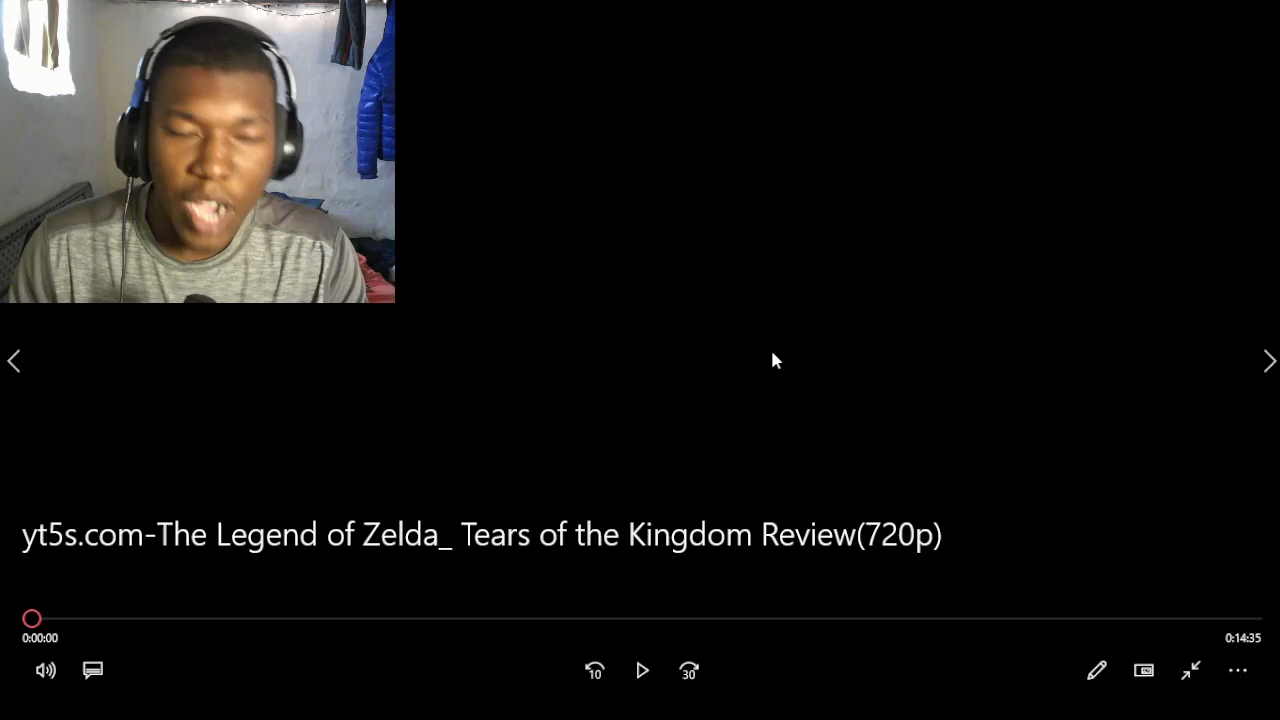 yt5s.com-The Legend of Zelda_ Tears of the Kingdom Review(720p)
0:00:00
0:14:35
10
30